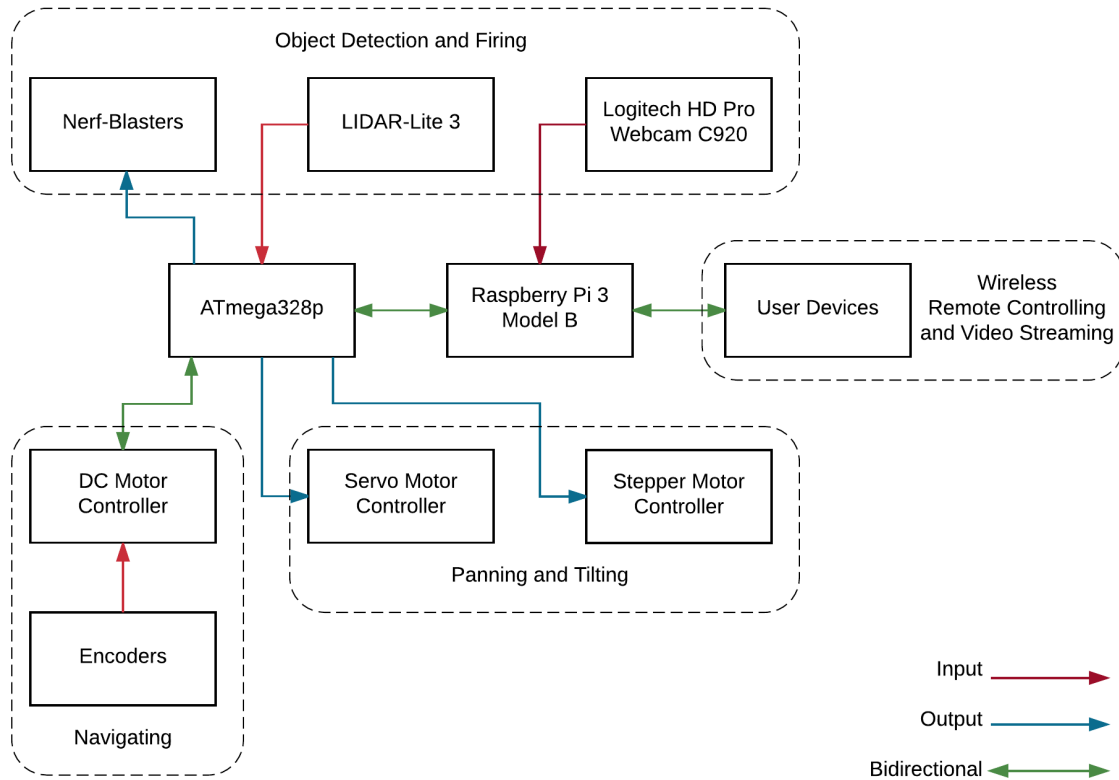 Object Detection and Firing
Nerf-Blasters
LIDAR-Lite 3
Logitech HD Pro
Webcam C920
ATmega328p
Raspberry Pi 3
Model B
User Devices
Wireless
Remote Controlling
and Video Streaming
DC Motor
Controller
Servo Motor
Controller
Stepper Motor
Controller
Panning and Tilting
Encoders
Navigating
Input
Output
Bidirectional